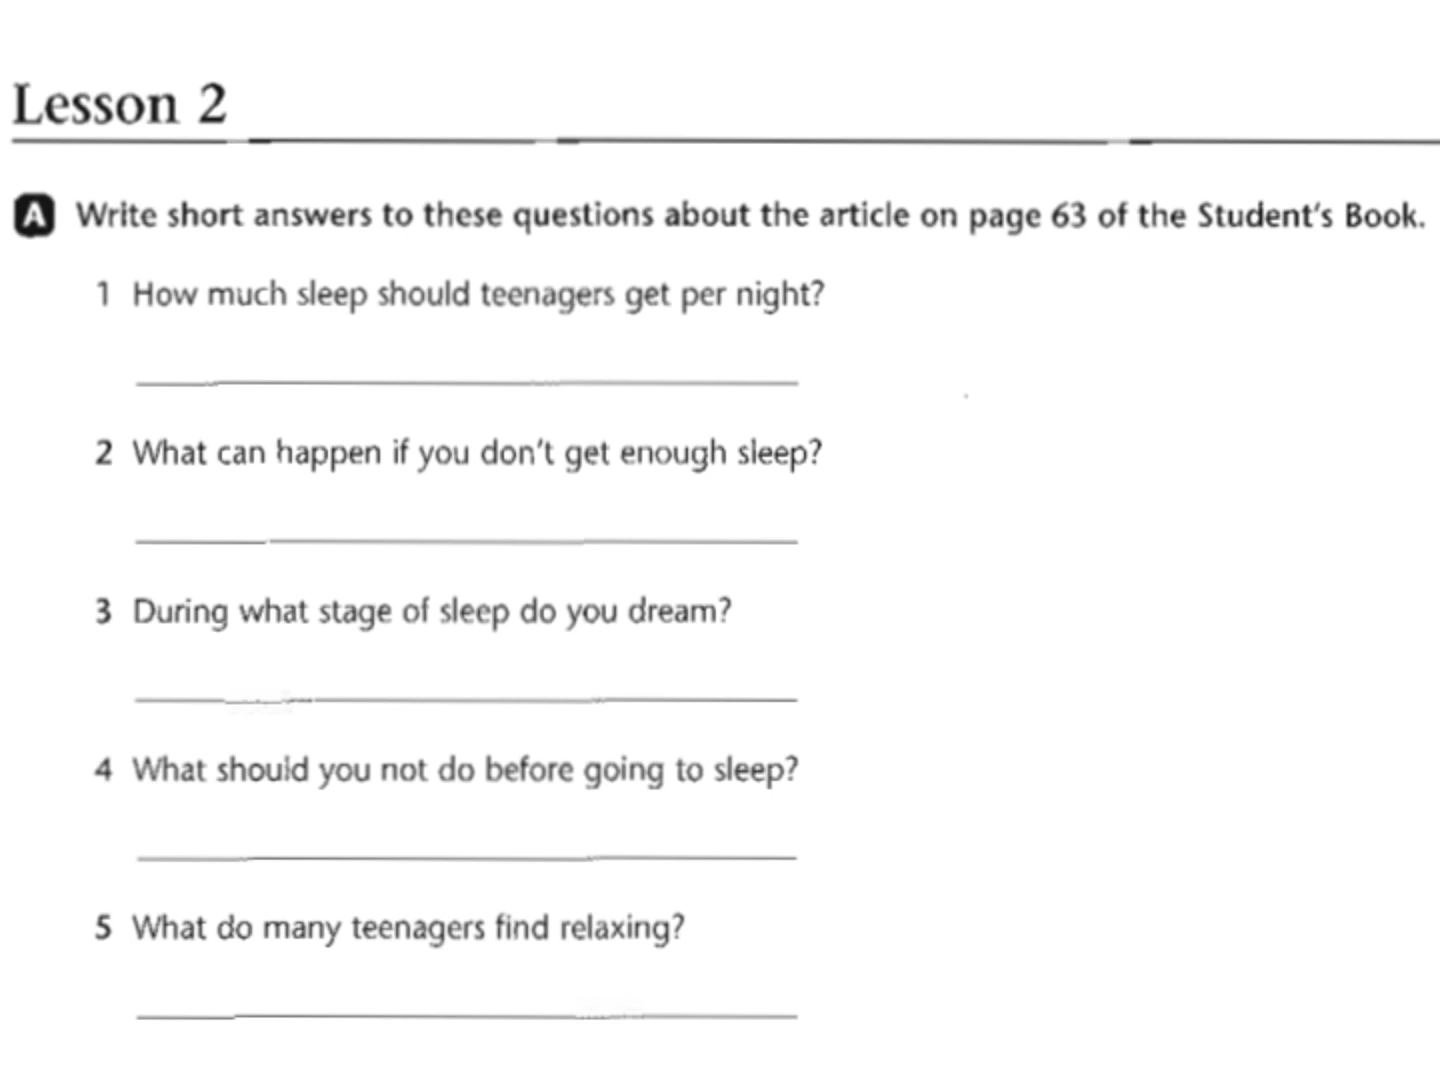 Lesson 2
A Write short answers to these questions about the article on page 63 of the Student's Book.
1 How much sleep should teenagers get per night?
2 What can happen if you don't get enough sleep?
3 During what stage of sleep do you dream?
4 What should you not do before going to sleep?
5 What do many teenagers find relaxing?